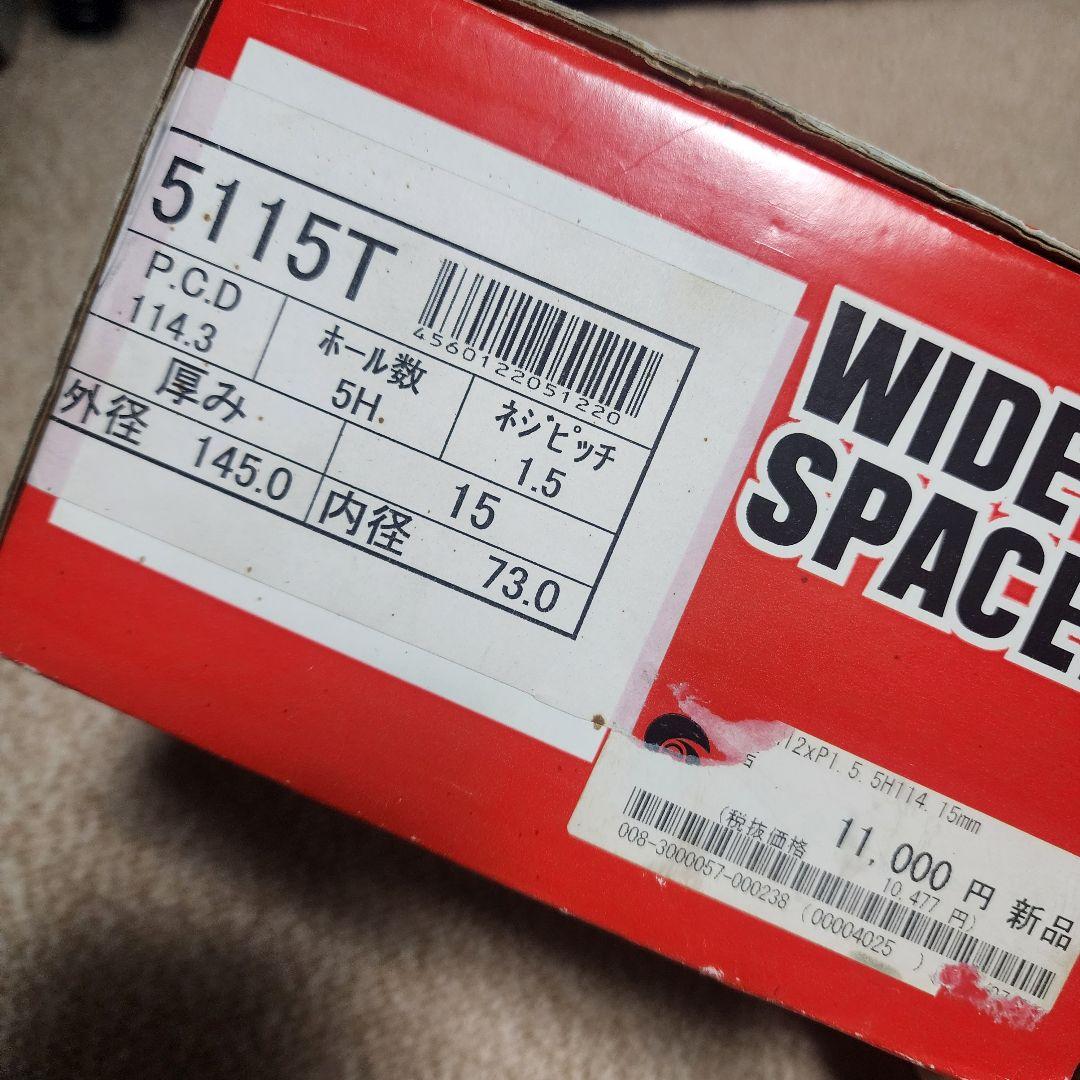 5115T
4560122051220
P.C.D
114.3
ホール数
5H
ネジピッチ
1.5
厚み
15
外径
145.0
内径
73.0
WIDE
SPACE
12xP1.5.5H114.15mm
11,000 円 新品
(税抜価格 10.477 円)
008-3000057-000238 (00004025 )